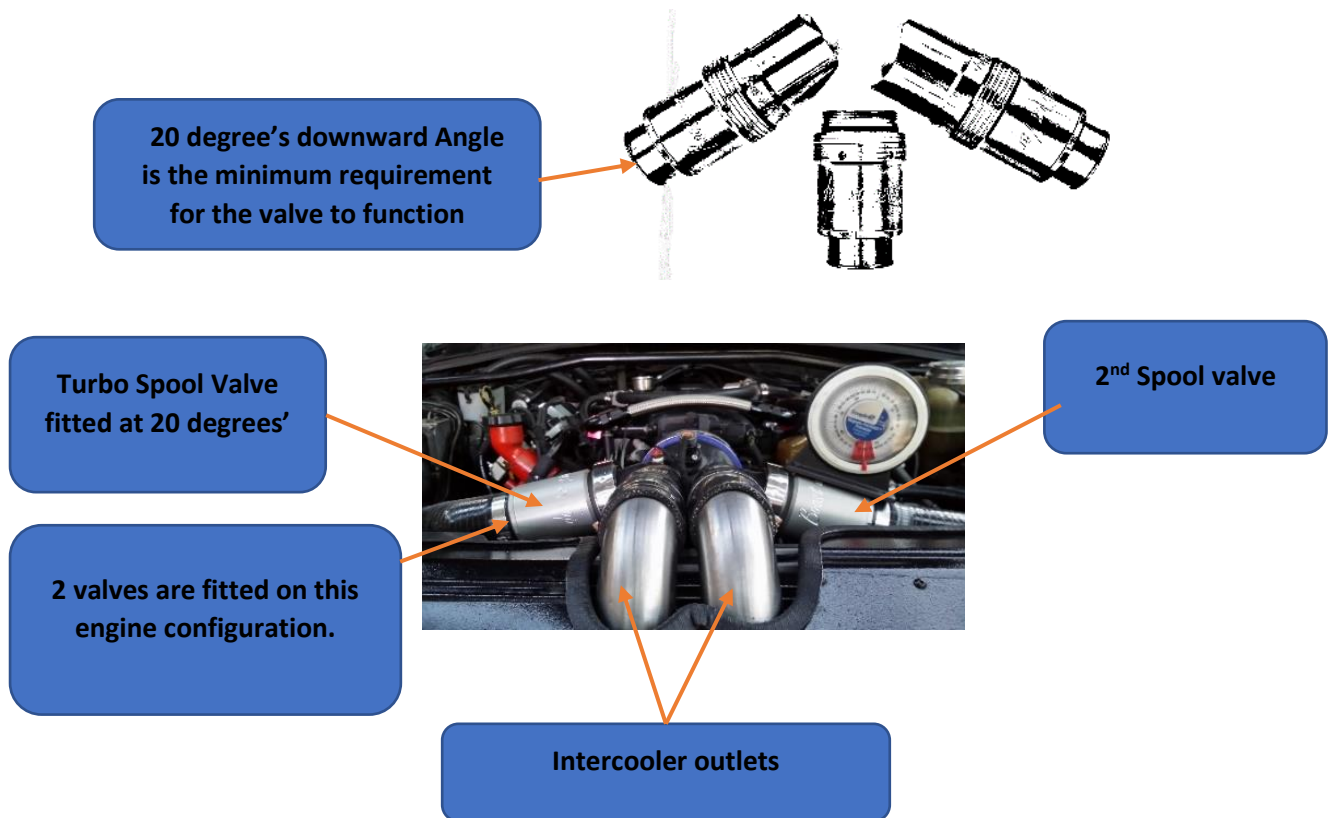 20 degree's downward Angle
is the minimum requirement
for the valve to function
Turbo Spool Valve
fitted at 20 degrees’
2nd Spool valve
2 valves are fitted on this
engine configuration.
Intercooler outlets